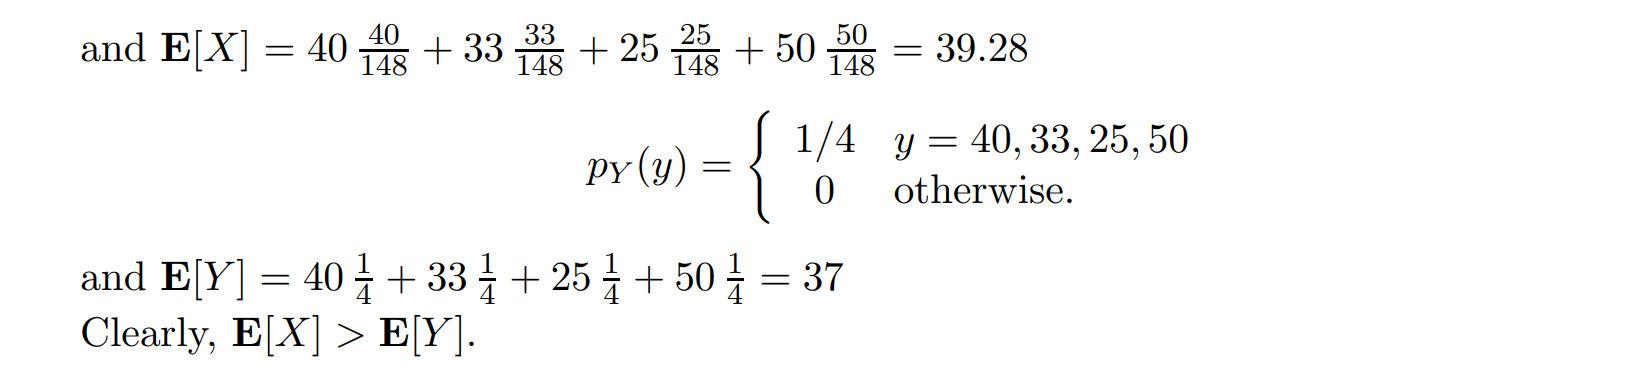 and E[X] = 40 40/148 + 33 33/148 + 25 25/148 + 50 50/148 = 39.28
p_Y(y) = { 1/4 y = 40, 33, 25, 50
0 otherwise.
and E[Y] = 40 1/4 + 33 1/4 + 25 1/4 + 50 1/4 = 37
Clearly, E[X] > E[Y].